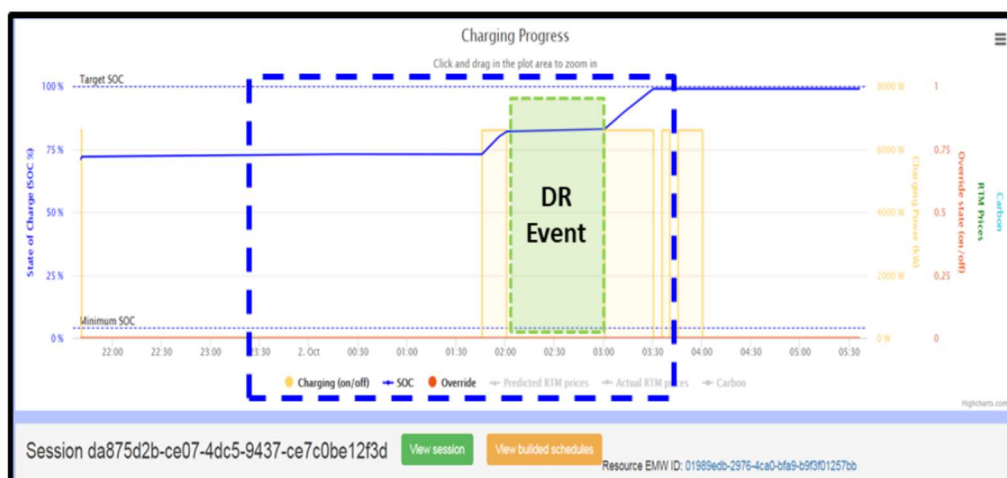 Charging Progress
Click and drag in the plot area to zoom in
Target SOC
100 %
75 %
50 %
25 %
0 %
State of Charge (SOC %)
Minimum SOC
DR
Event
8000 W
6000 W
4000 W
2000 W
0 W
Charging Power (kW)
1
0.75
0.5
0.25
0
Override state (on/off)
RTM Prices
Carbon
22:00 22:30 23:00 23:30 2. Oct 00:30 01:00 01:30 02:00 02:30 03:00 03:30 04:00 04:30 05:00 05:30
Charging (on/off) SOC Override Predicted RTM prices Actual RTM prices Carbon
Highcharts.com
Session da875d2b-ce07-4dc5-9437-ce7c0be12f3d View session View builded schedules
Resource EMW ID: 01989edb-2976-4ca0-bfa9-b9f3f01257bb